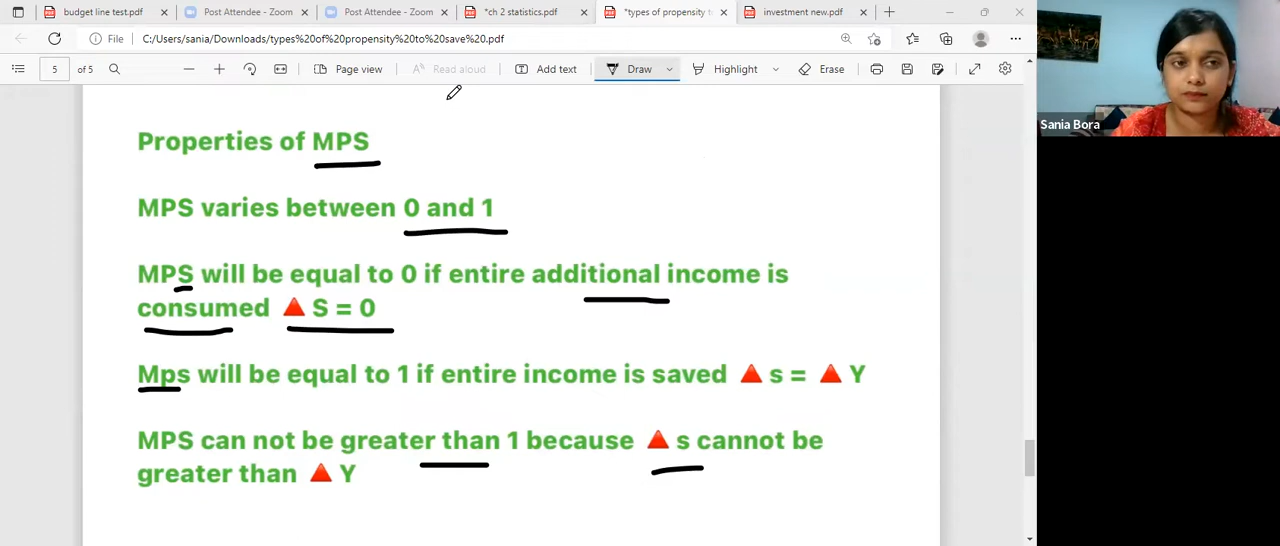 budget line test.pdf
Post Attendee - Zoom
Post Attendee - Zoom
*ch 2 statistics.pdf
*types of propensity t
investment new.pdf
File
C:/Users/sania/Downloads/types%20of%20propensity%20to%20save%20.pdf
5 of 5
Page view
Read aloud
Add text
Draw
Highlight
Erase
Sania Bora
Properties of MPS
MPS varies between 0 and 1
MPS will be equal to 0 if entire additional income is
consumed 🔺 S = 0
Mps will be equal to 1 if entire income is saved 🔺 s = 🔺 Y
MPS can not be greater than 1 because 🔺 s cannot be
greater than 🔺 Y